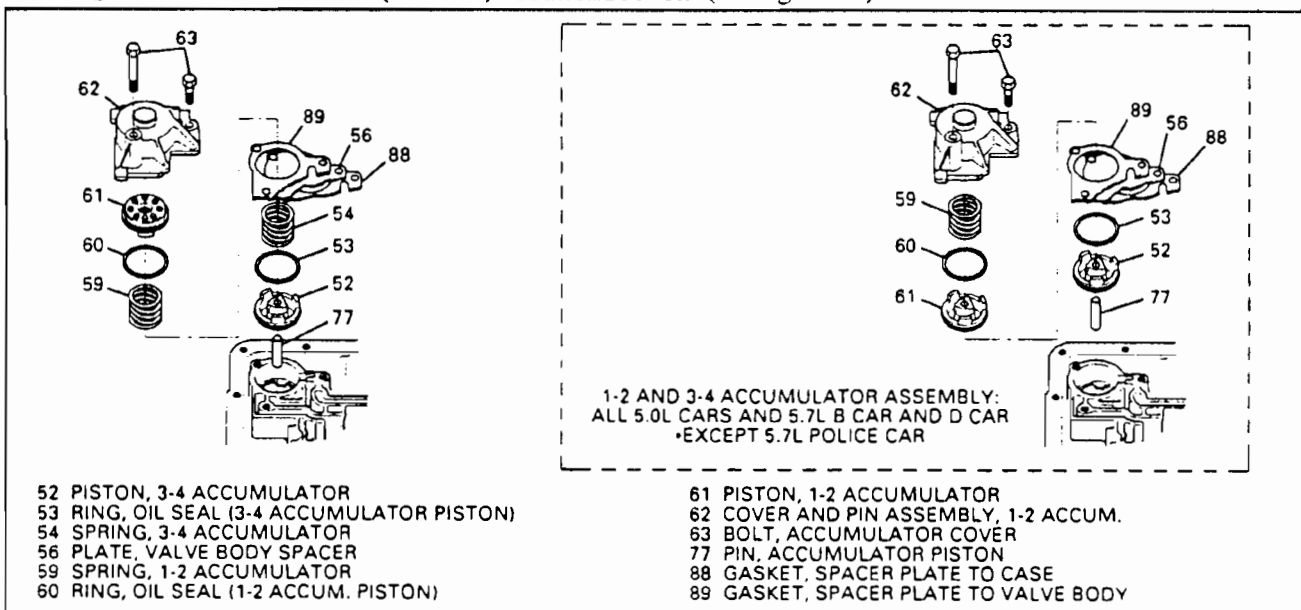 63
62
89
56
88
61
54
60
53
59
52
77
63
62
89
56
88
59
53
60
52
61
77
1-2 AND 3-4 ACCUMULATOR ASSEMBLY:
ALL 5.0L CARS AND 5.7L B CAR AND D CAR
•EXCEPT 5.7L POLICE CAR
52 PISTON, 3-4 ACCUMULATOR
53 RING, OIL SEAL (3-4 ACCUMULATOR PISTON)
54 SPRING, 3-4 ACCUMULATOR
56 PLATE, VALVE BODY SPACER
59 SPRING, 1-2 ACCUMULATOR
60 RING, OIL SEAL (1-2 ACCUM. PISTON)
61 PISTON, 1-2 ACCUMULATOR
62 COVER AND PIN ASSEMBLY, 1-2 ACCUM.
63 BOLT, ACCUMULATOR COVER
77 PIN, ACCUMULATOR PISTON
88 GASKET, SPACER PLATE TO CASE
89 GASKET, SPACER PLATE TO VALVE BODY